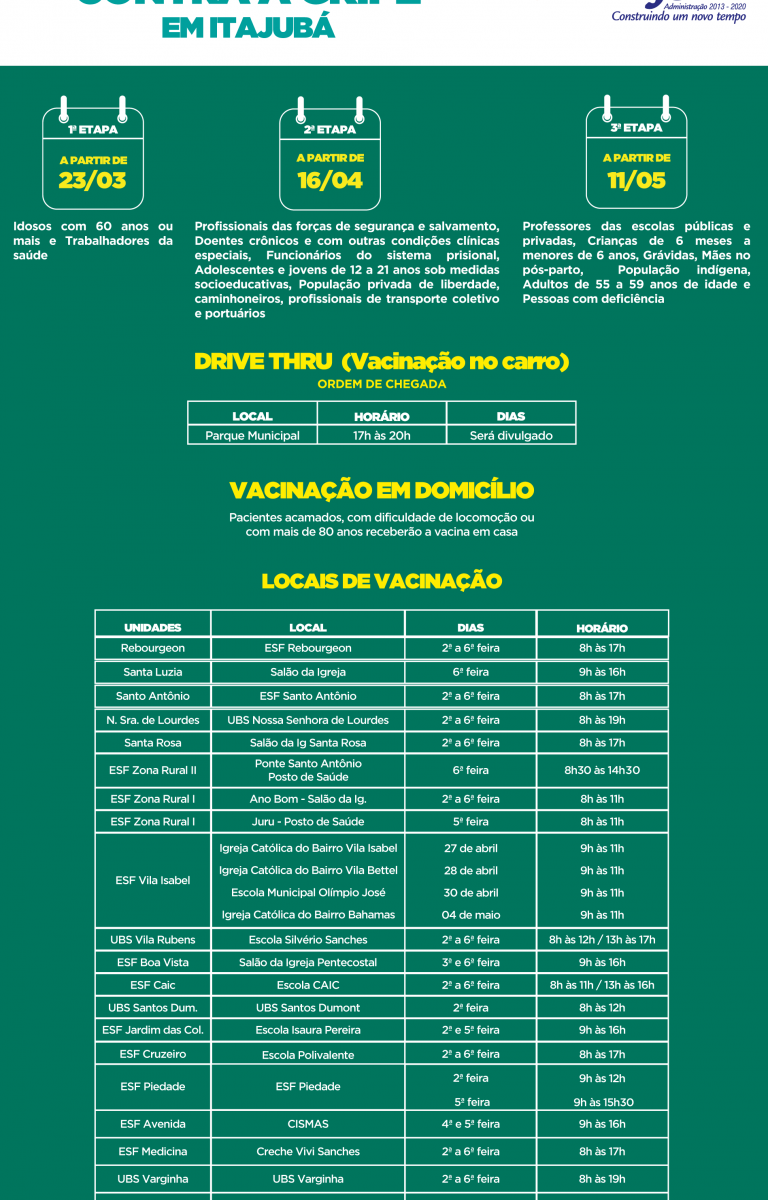 CONTRA A GRIPE
EM ITAJUBÁ
Administração 2013 - 2020
Construindo um novo tempo
1ª ETAPA
A PARTIR DE
23/03
Idosos com 60 anos ou
mais e Trabalhadores da
saúde
2ª ETAPA
A PARTIR DE
16/04
Profissionais das forças de segurança e salvamento,
Doentes crônicos e com outras condições clínicas
especiais, Funcionários do sistema prisional,
Adolescentes e jovens de 12 a 21 anos sob medidas
socioeducativas, População privada de liberdade,
caminhoneiros, profissionais de transporte coletivo
e portuários
3ª ETAPA
A PARTIR DE
11/05
Professores das escolas públicas e
privadas, Crianças de 6 meses a
menores de 6 anos, Grávidas, Mães no
pós-parto, População indígena,
Adultos de 55 a 59 anos de idade e
Pessoas com deficiência
DRIVE THRU (Vacinação no carro)
ORDEM DE CHEGADA
LOCAL HORÁRIO DIAS
Parque Municipal 17h às 20h Será divulgado
VACINAÇÃO EM DOMICÍLIO
Pacientes acamados, com dificuldade de locomoção ou
com mais de 80 anos receberão a vacina em casa
LOCAIS DE VACINAÇÃO
UNIDADES LOCAL DIAS HORÁRIO
Rebourgeon ESF Rebourgeon 2ª a 6ª feira 8h às 17h
Santa Luzia Salão da Igreja 6ª feira 9h às 16h
Santo Antônio ESF Santo Antônio 2ª a 6ª feira 8h às 17h
N. Sra. de Lourdes UBS Nossa Senhora de Lourdes 2ª a 6ª feira 8h às 19h
Santa Rosa Salão da Ig Santa Rosa 2ª a 6ª feira 8h às 17h
ESF Zona Rural II Ponte Santo Antônio 6ª feira 8h30 às 14h30
Posto de Saúde
ESF Zona Rural I Ano Bom - Salão da Ig. 2ª a 6ª feira 8h às 11h
ESF Zona Rural I Juru - Posto de Saúde 5ª feira 8h às 11h
ESF Vila Isabel Igreja Católica do Bairro Vila Isabel 27 de abril 9h às 11h
Igreja Católica do Bairro Vila Bettel 28 de abril 9h às 11h
Escola Municipal Olímpio José 30 de abril 9h às 11h
Igreja Católica do Bairro Bahamas 04 de maio 9h às 11h
UBS Vila Rubens Escola Silvério Sanches 2ª a 6ª feira 8h às 12h / 13h às 17h
ESF Boa Vista Salão da Igreja Pentecostal 3ª e 6ª feira 9h às 16h
ESF Caic Escola CAIC 2ª a 6ª feira 8h às 11h / 13h às 16h
UBS Santos Dum. UBS Santos Dumont 2ª feira 8h às 12h
ESF Jardim das Col. Escola Isaura Pereira 2ª e 5ª feira 9h às 16h
ESF Cruzeiro Escola Polivalente 2ª a 6ª feira 8h às 17h
ESF Piedade ESF Piedade 2ª feira 9h às 12h
5ª feira 9h às 15h30
ESF Avenida CISMAS 4ª e 5ª feira 9h às 16h
ESF Medicina Creche Vivi Sanches 2ª a 6ª feira 8h às 17h
UBS Varginha UBS Varginha 2ª a 6ª feira 8h às 19h